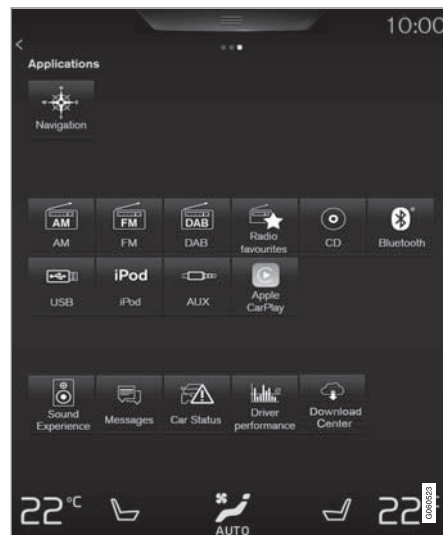 10:00
<
Applications
Navigation
AM FM DAB
AM FM DAB Radio favourites CD Bluetooth
iPod
USB iPod AUX Apple CarPlay
Sound Experience Messages Car Status Driver performance Download Center
22°C AUTO 22°
G060523